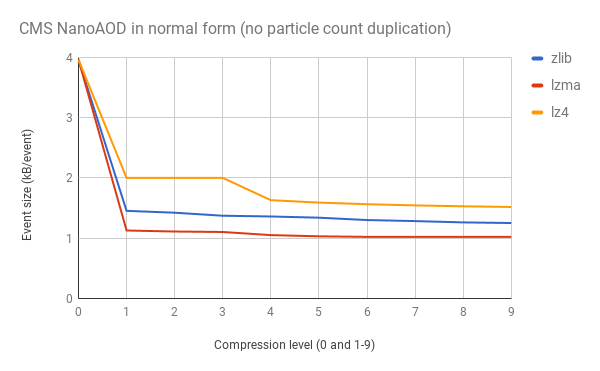 CMS NanoAOD in normal form (no particle count duplication)
zlib
lzma
lz4
Event size (kB/event)
4
3
2
1
0
0 1 2 3 4 5 6 7 8 9
Compression level (0 and 1-9)